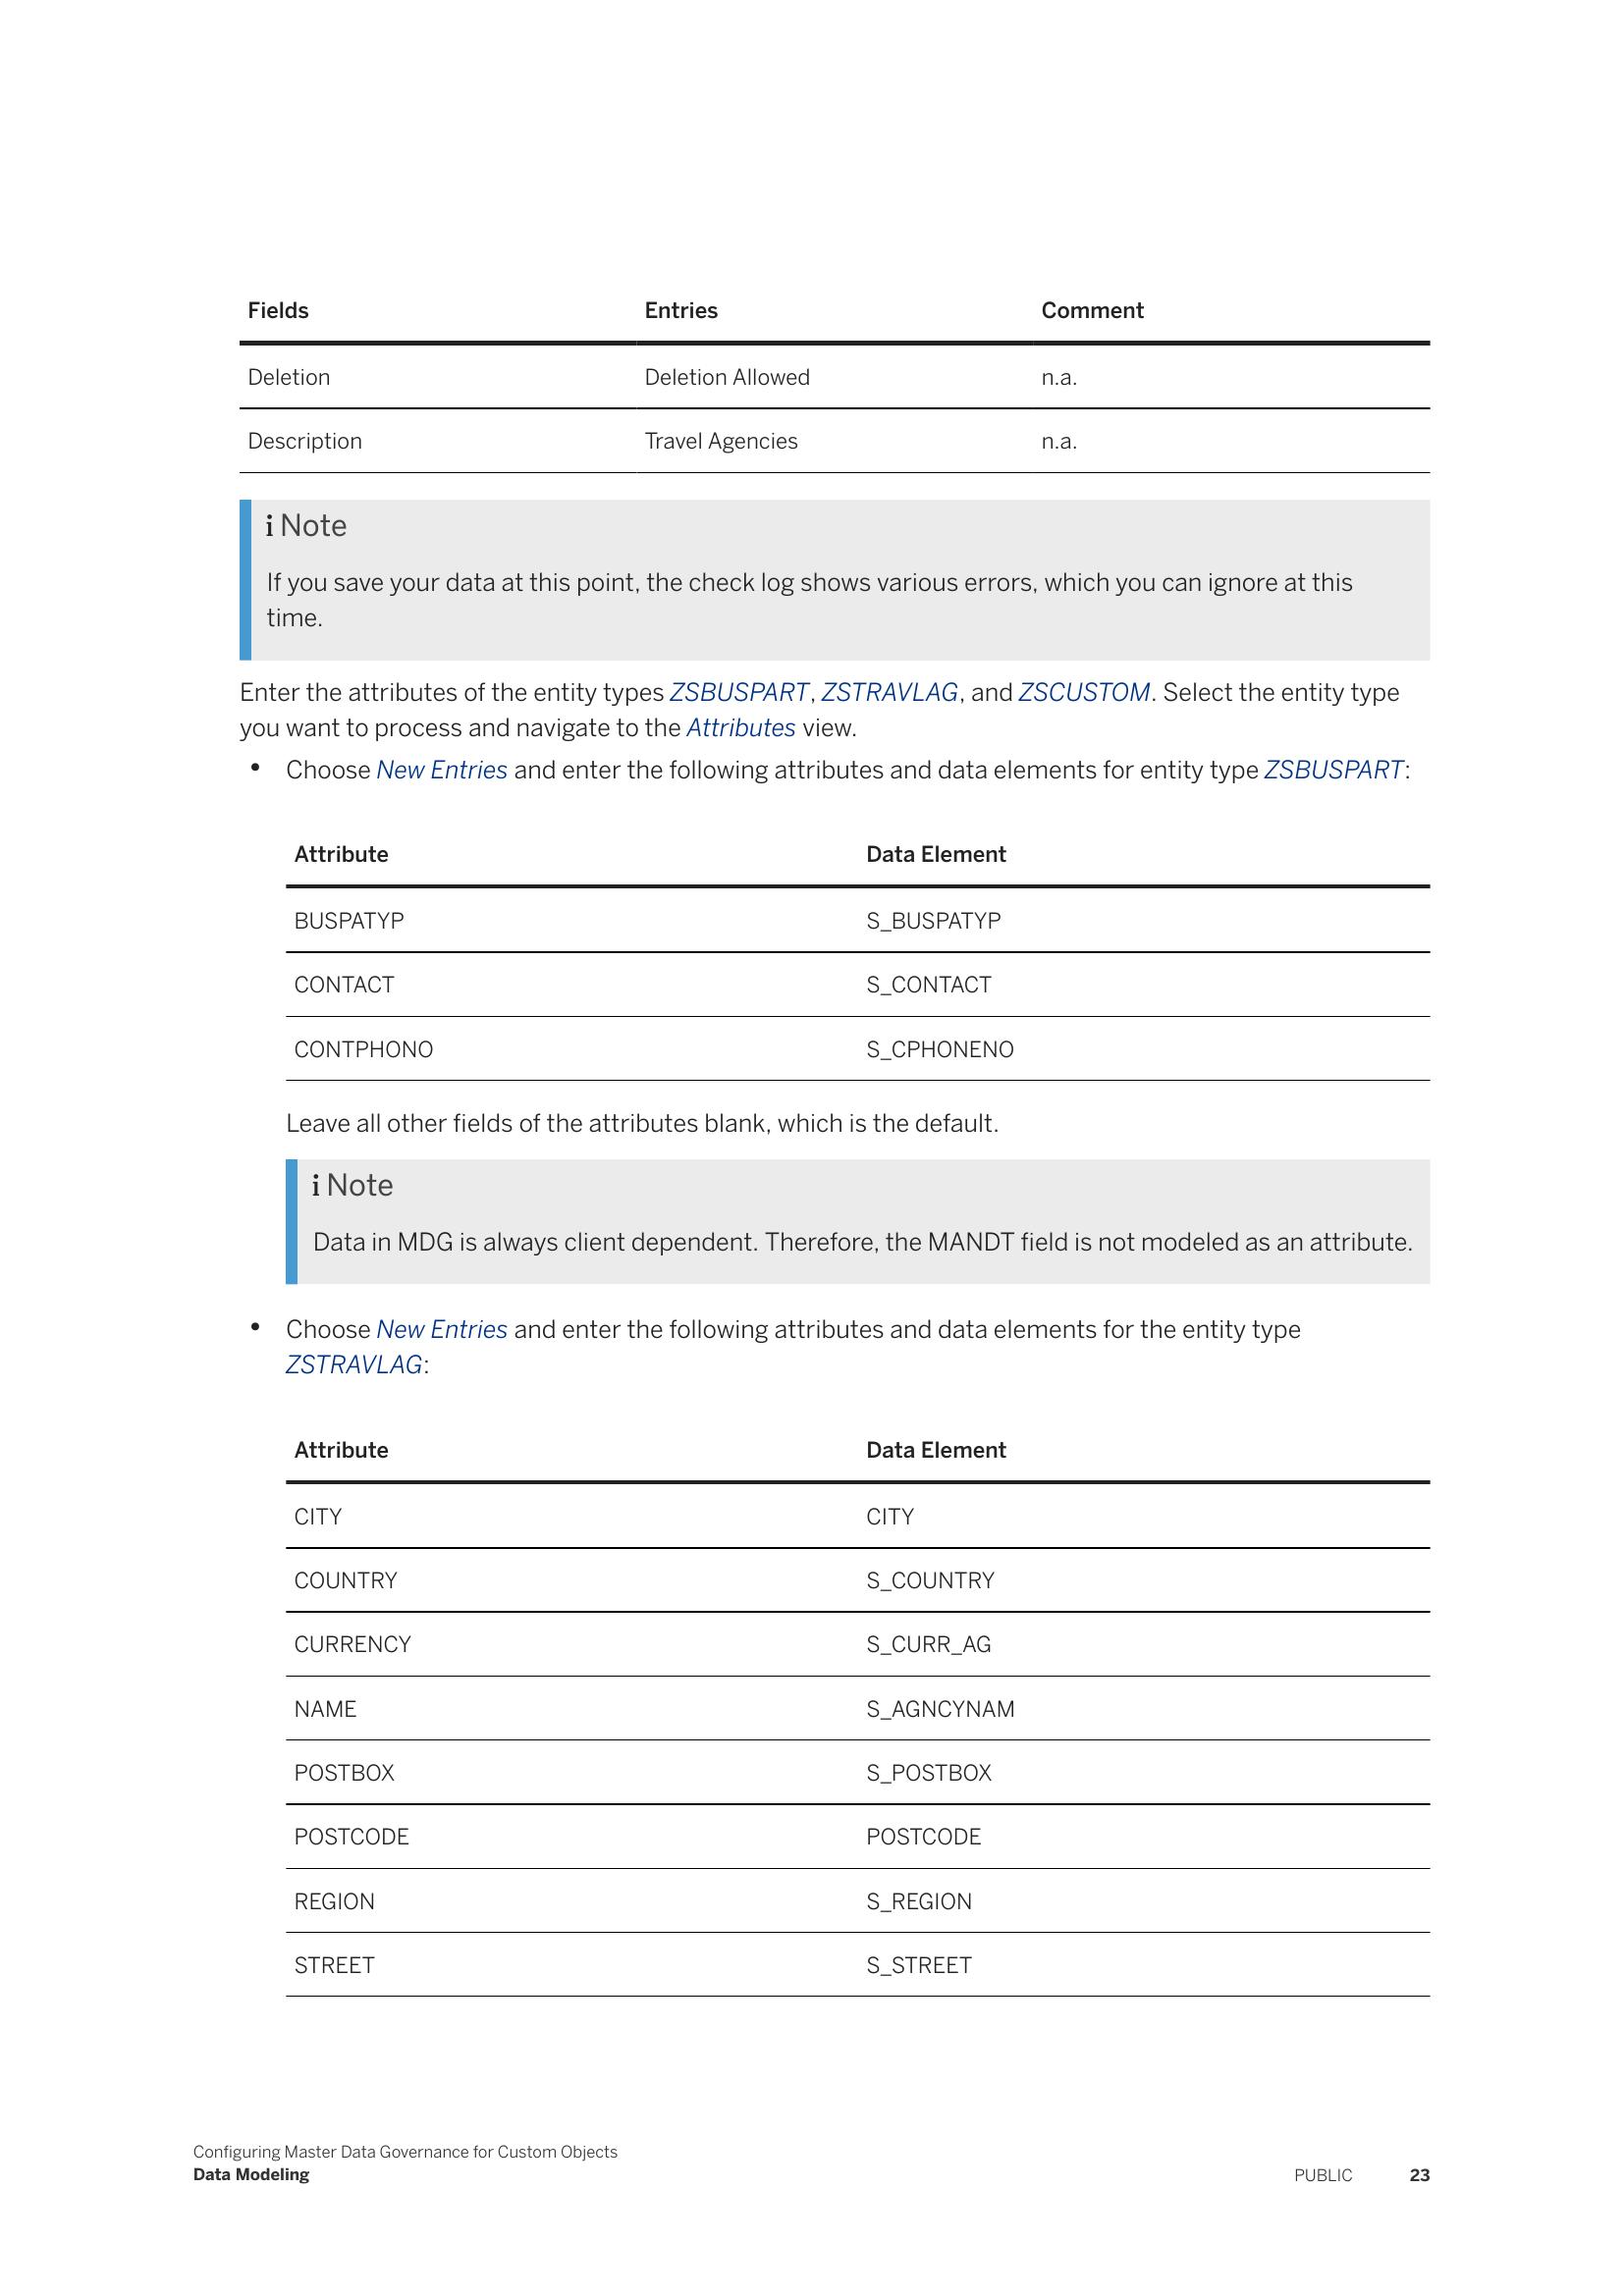 Fields Entries Comment
Deletion Deletion Allowed n.a.
Description Travel Agencies n.a.
i Note
If you save your data at this point, the check log shows various errors, which you can ignore at this
time.
Enter the attributes of the entity types ZSBUSPART, ZSTRAVLAG, and ZSCUSTOM. Select the entity type
you want to process and navigate to the Attributes view.
• Choose New Entries and enter the following attributes and data elements for entity type ZSBUSPART:
Attribute Data Element
BUSPATYP S_BUSPATYP
CONTACT S_CONTACT
CONTPHONO S_CPHONENO
Leave all other fields of the attributes blank, which is the default.
i Note
Data in MDG is always client dependent. Therefore, the MANDT field is not modeled as an attribute.
• Choose New Entries and enter the following attributes and data elements for the entity type
ZSTRAVLAG:
Attribute Data Element
CITY CITY
COUNTRY S_COUNTRY
CURRENCY S_CURR_AG
NAME S_AGNCYNAM
POSTBOX S_POSTBOX
POSTCODE POSTCODE
REGION S_REGION
STREET S_STREET
Configuring Master Data Governance for Custom Objects
Data Modeling PUBLIC 23